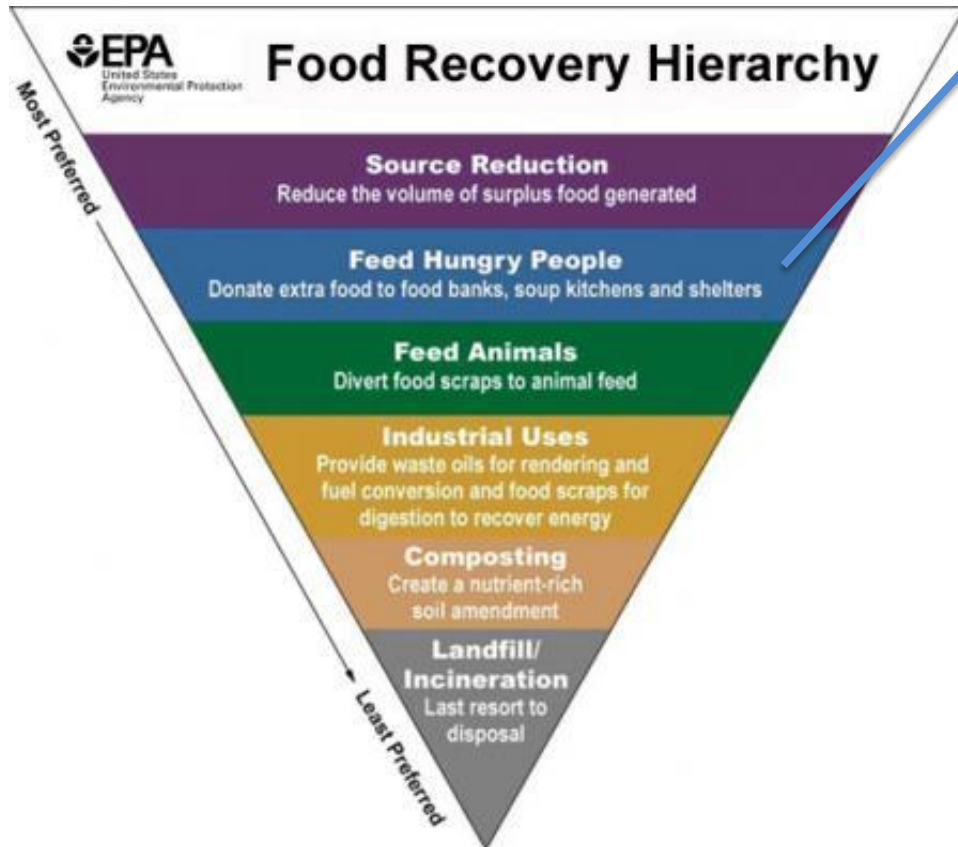 EPA
United States
Environmental Protection
Agency
Food Recovery Hierarchy
Most Preferred
Source Reduction
Reduce the volume of surplus food generated
Feed Hungry People
Donate extra food to food banks, soup kitchens and shelters
Feed Animals
Divert food scraps to animal feed
Industrial Uses
Provide waste oils for rendering and
fuel conversion and food scraps for
digestion to recover energy
Composting
Create a nutrient-rich
soil amendment
Landfill/
Incineration
Last resort to
disposal
Least Preferred